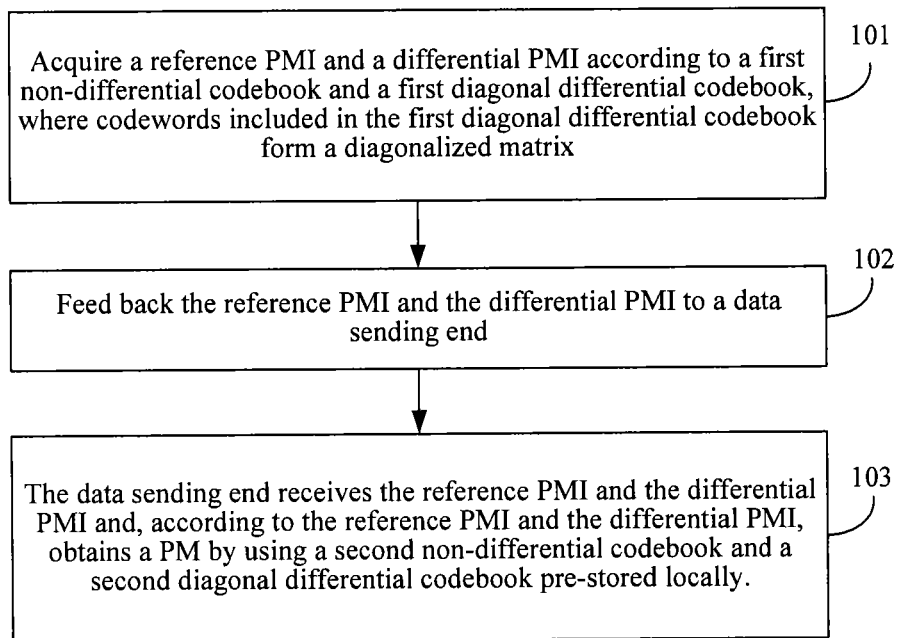 101
Acquire a reference PMI and a differential PMI according to a first
non-differential codebook and a first diagonal differential codebook,
where codewords included in the first diagonal differential codebook
form a diagonalized matrix
102
Feed back the reference PMI and the differential PMI to a data
sending end
103
The data sending end receives the reference PMI and the differential
PMI and, according to the reference PMI and the differential PMI,
obtains a PM by using a second non-differential codebook and a
second diagonal differential codebook pre-stored locally.